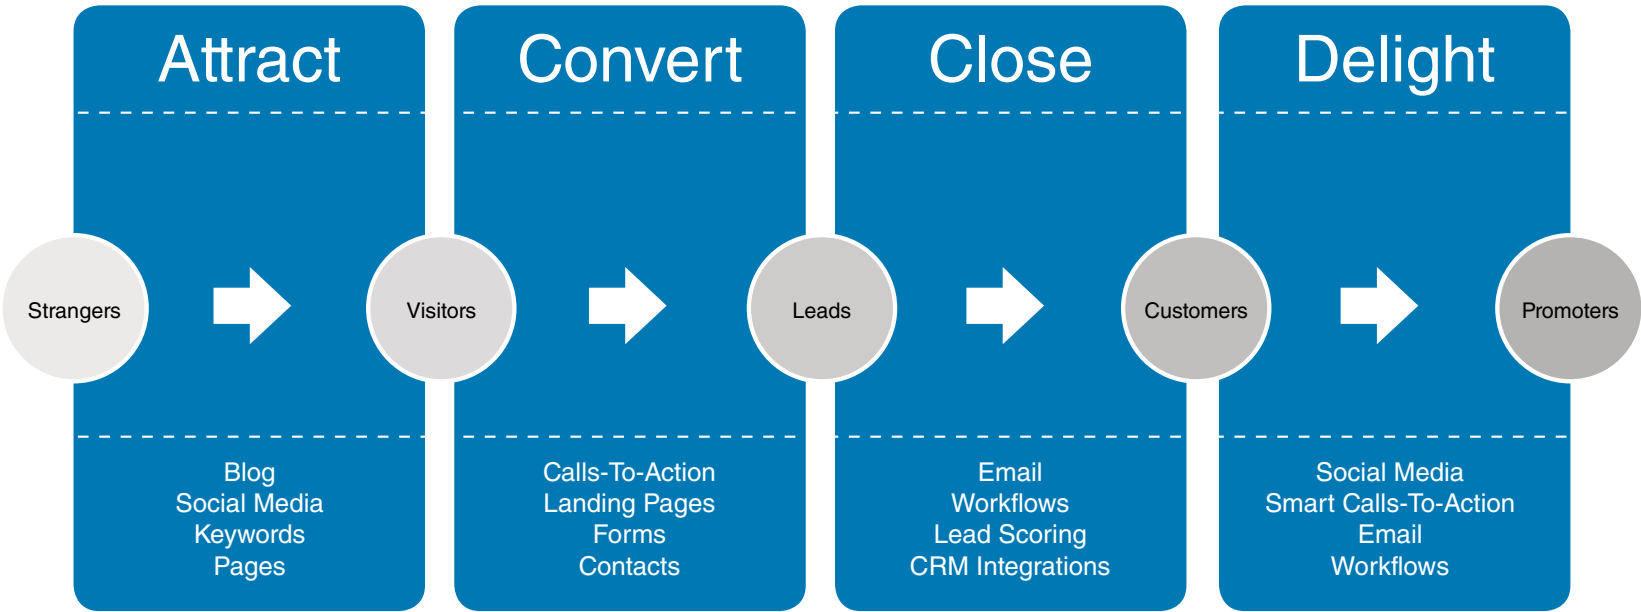 Attract
Convert
Close
Delight
Strangers
Visitors
Leads
Customers
Promoters
Blog
Social Media
Keywords
Pages
Calls-To-Action
Landing Pages
Forms
Contacts
Email
Workflows
Lead Scoring
CRM Integrations
Social Media
Smart Calls-To-Action
Email
Workflows